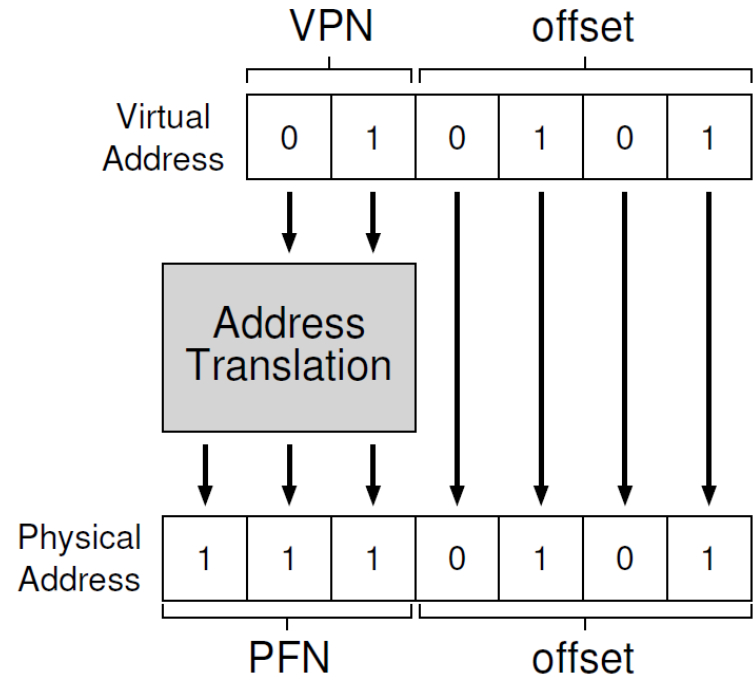 VPN offset
Virtual
Address
0 1 0 1 0 1
Address
Translation
Physical
Address
1 1 1 0 1 0 1
PFN offset